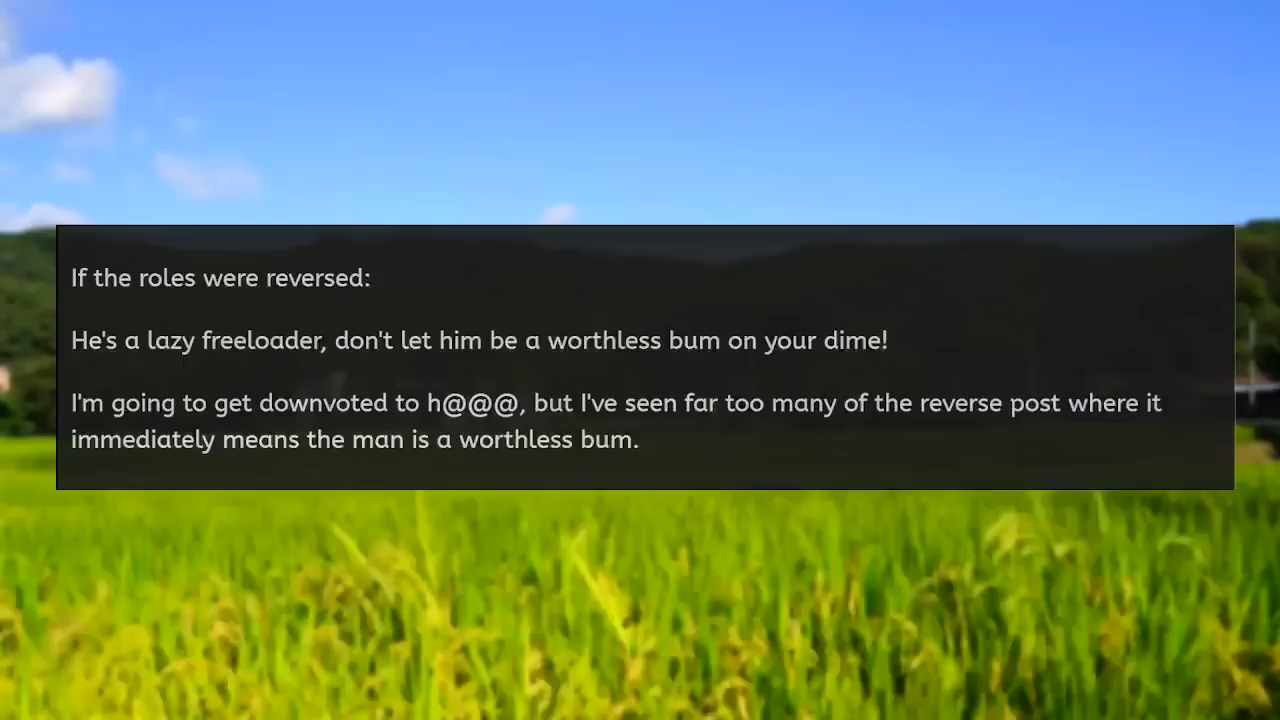 If the roles were reversed:
He's a lazy freeloader, don't let him be a worthless bum on your dime!
I'm going to get downvoted to h@@@, but I've seen far too many of the reverse post where it
immediately means the man is a worthless bum.